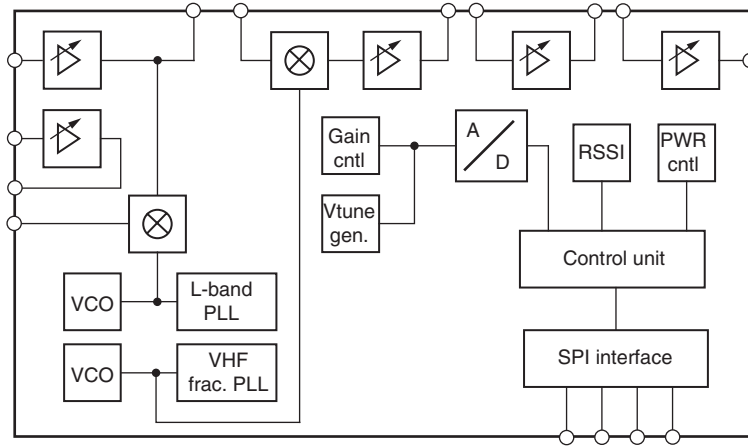 Gain
cntl
A
D
RSSI
PWR
cntl
Vtune
gen.
Control unit
VCO
L-band
PLL
VCO
VHF
frac. PLL
SPI interface